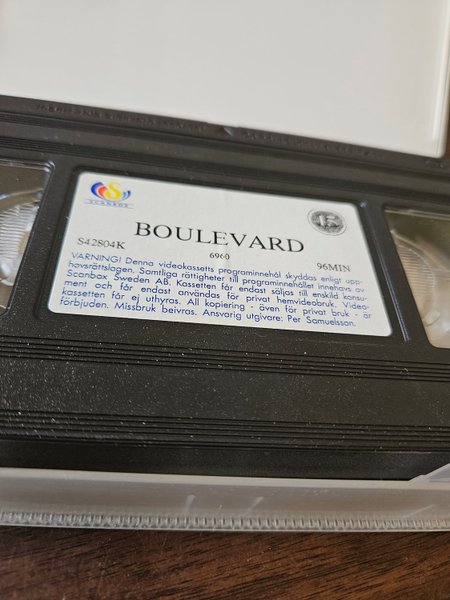 SCANBOX
15
BOULEVARD
S42804K
6960
96MIN
VARNING! Denna videokassetts programinnehål skyddas enligt upp-
hovsrättslagen. Samtliga rättigheter till programinnehållet innehavs av
Scanbox Sweden AB. Kassetten får endast säljas till enskild konsu-
ment och får endast användas för privat hemvideobruk. Video-
kassetten får ej uthyras. All kopiering - även för privat bruk - är
förbjuden. Missbruk beivras. Ansvarig utgivare: Per Samuelsson.